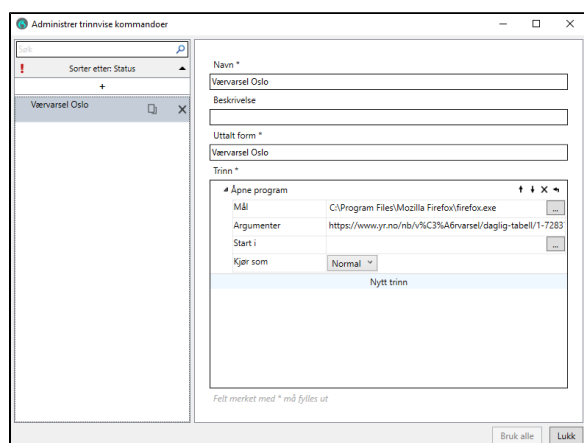 Administrer trinnvise kommandoer
Søk
Sorter etter: Status
+
Værvarsel Oslo
Navn *
Værvarsel Oslo
Beskrivelse
Uttalt form *
Værvarsel Oslo
Trinn *
Åpne program
Mål C:\Program Files\Mozilla Firefox\firefox.exe ...
Argumenter https://www.yr.no/nb/v%C3%A6rvarsel/daglig-tabell/1-7283
Start i ...
Kjør som Normal
Nytt trinn
Felt merket med * må fylles ut
Bruk alle Lukk